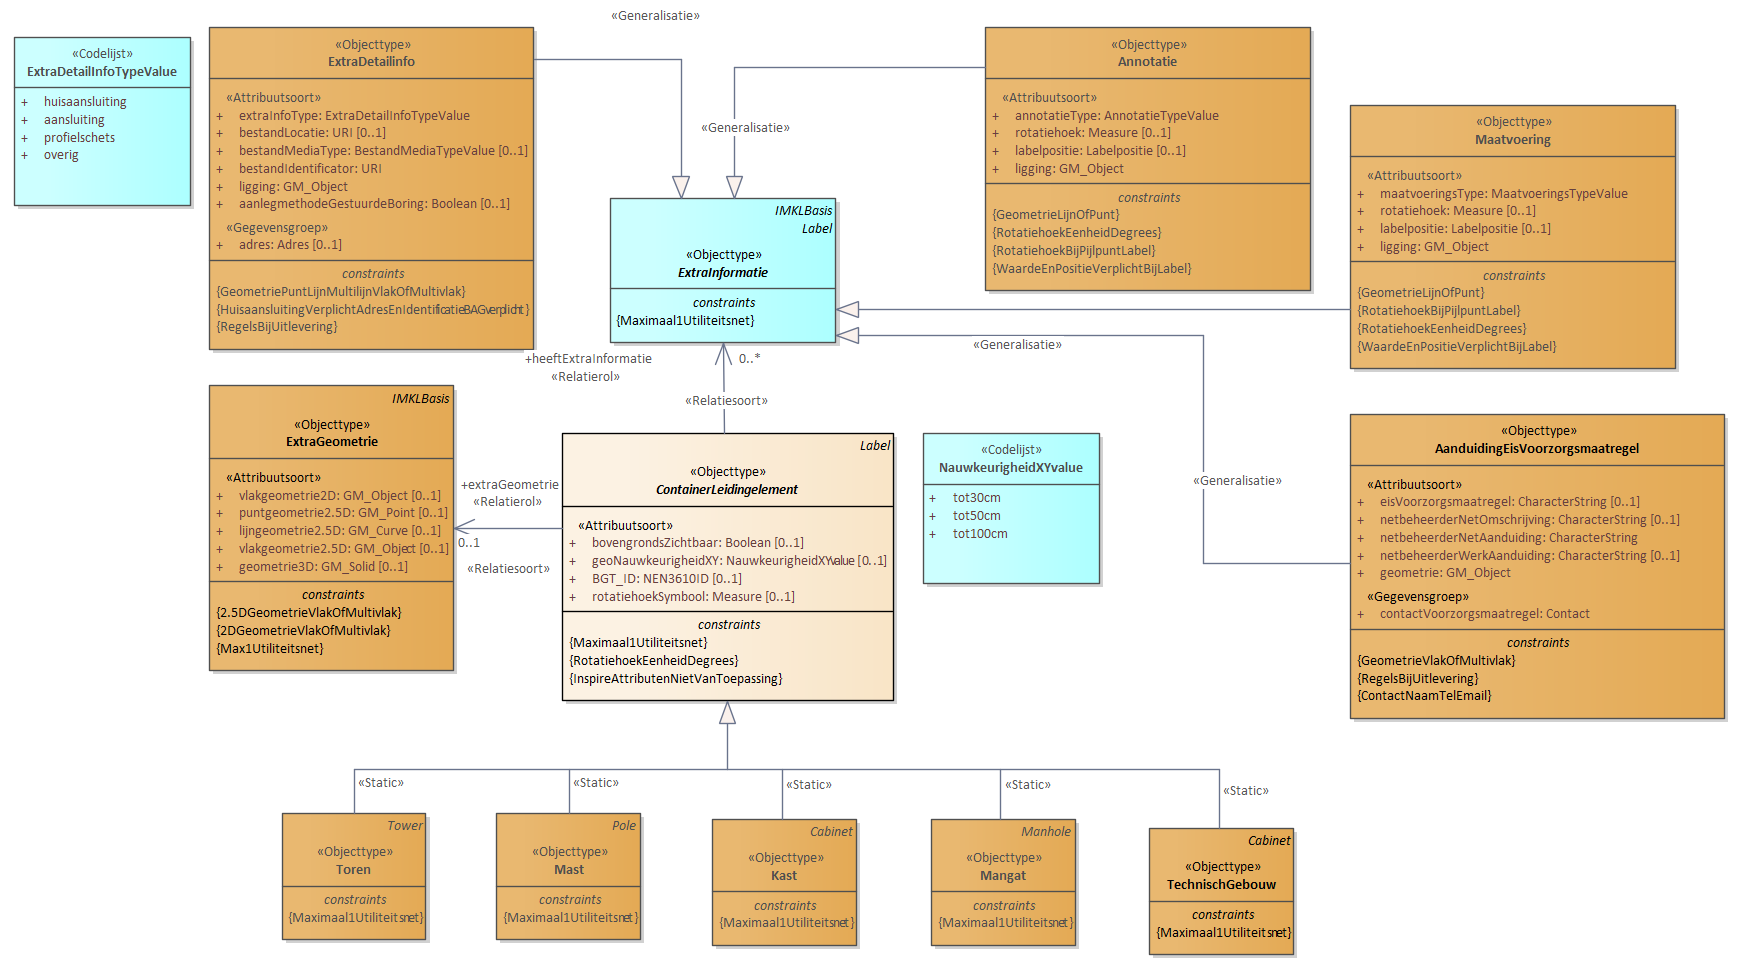 «Generalisatie»
«Codelijst»
ExtraDetailInfoTypeValue
+ huisaansluiting
+ aansluiting
+ profielschets
+ overig
«Objecttype»
ExtraDetailinfo
«Attribuutsoort»
+ extraInfoType: ExtraDetailInfoTypeValue
+ bestandLocatie: URI [0..1]
+ bestandMediaType: BestandMediaTypeValue [0..1]
+ bestandIdentificator: URI
+ ligging: GM_Object
+ aanlegmethodeGestuurdeBoring: Boolean [0..1]
«Gegevensgroep»
+ adres: Adres [0..1]
constraints
{GeometriePuntLijnMultilijnVlakOfMultivlak}
{HuisaansluitingVerplichtAdresEnIdentificatieBAGverplicht}
{RegelsBijUitlevering}
«Generalisatie»
«Objecttype»
Annotatie
«Attribuutsoort»
+ annotatieType: AnnotatieTypeValue
+ rotatiehoek: Measure [0..1]
+ labelpositie: Labelpositie [0..1]
+ ligging: GM_Object
constraints
{GeometrieLijnOfPunt}
{RotatiehoekEenheidDegrees}
{RotatiehoekBijPijlpuntLabel}
{WaardeEnPositieVerplichtBijLabel}
«Objecttype»
Maatvoering
«Attribuutsoort»
+ maatvoeringsType: MaatvoeringsTypeValue
+ rotatiehoek: Measure [0..1]
+ labelpositie: Labelpositie [0..1]
+ ligging: GM_Object
constraints
{GeometrieLijnOfPunt}
{RotatiehoekBijPijlpuntLabel}
{RotatiehoekEenheidDegrees}
{WaardeEnPositieVerplichtBijLabel}
IMKLBasis
Label
«Objecttype»
ExtraInformatie
constraints
{Maximaal1Utiliteitsnet}
«Generalisatie»
+heeftExtraInformatie
0..*
«Relatierol»
«Relatiesoort»
IMKLBasis
«Objecttype»
ExtraGeometrie
«Attribuutsoort»
+ vlakgeometrie2D: GM_Object [0..1]
+ puntgeometrie2.5D: GM_Point [0..1]
+ lijngeometrie2.5D: GM_Curve [0..1]
+ vlakgeometrie2.5D: GM_Object [0..1]
+ geometrie3D: GM_Solid [0..1]
constraints
{2.5DGeometrieVlakOfMultivlak}
{2DGeometrieVlakOfMultivlak}
{Max1Utiliteitsnet}
+extraGeometrie
«Relatierol»
0..1
«Relatiesoort»
Label
«Objecttype»
ContainerLeidingelement
«Attribuutsoort»
+ bovengrondsZichtbaar: Boolean [0..1]
+ geoNauwkeurigheidXY: NauwkeurigheidXYvalue [0..1]
+ BGT_ID: NEN3610ID [0..1]
+ rotatiehoekSymbool: Measure [0..1]
constraints
{Maximaal1Utiliteitsnet}
{RotatiehoekEenheidDegrees}
{InspireAttributenNietVanToepassing}
«Codelijst»
NauwkeurigheidXYvalue
+ tot30cm
+ tot50cm
+ tot100cm
«Generalisatie»
«Objecttype»
AanduidingEisVoorzorgsmaatregel
«Attribuutsoort»
+ eisVoorzorgsmaatregel: CharacterString [0..1]
+ netbeheerderNetOmschrijving: CharacterString [0..1]
+ netbeheerderNetAanduiding: CharacterString
+ netbeheerderWerkAanduiding: CharacterString [0..1]
+ geometrie: GM_Object
«Gegevensgroep»
+ contactVoorzorgsmaatregel: Contact
constraints
{GeometrieVlakOfMultivlak}
{RegelsBijUitlevering}
{ContactNaamTelEmail}
«Static»
«Static»
«Static»
«Static»
«Static»
Tower
«Objecttype»
Toren
constraints
{Maximaal1Utiliteitsnet}
Pole
«Objecttype»
Mast
constraints
{Maximaal1Utiliteitsnet}
Cabinet
«Objecttype»
Kast
constraints
{Maximaal1Utiliteitsnet}
Manhole
«Objecttype»
Mangat
constraints
{Maximaal1Utiliteitsnet}
Cabinet
«Objecttype»
TechnischGebouw
constraints
{Maximaal1Utiliteitsnet}